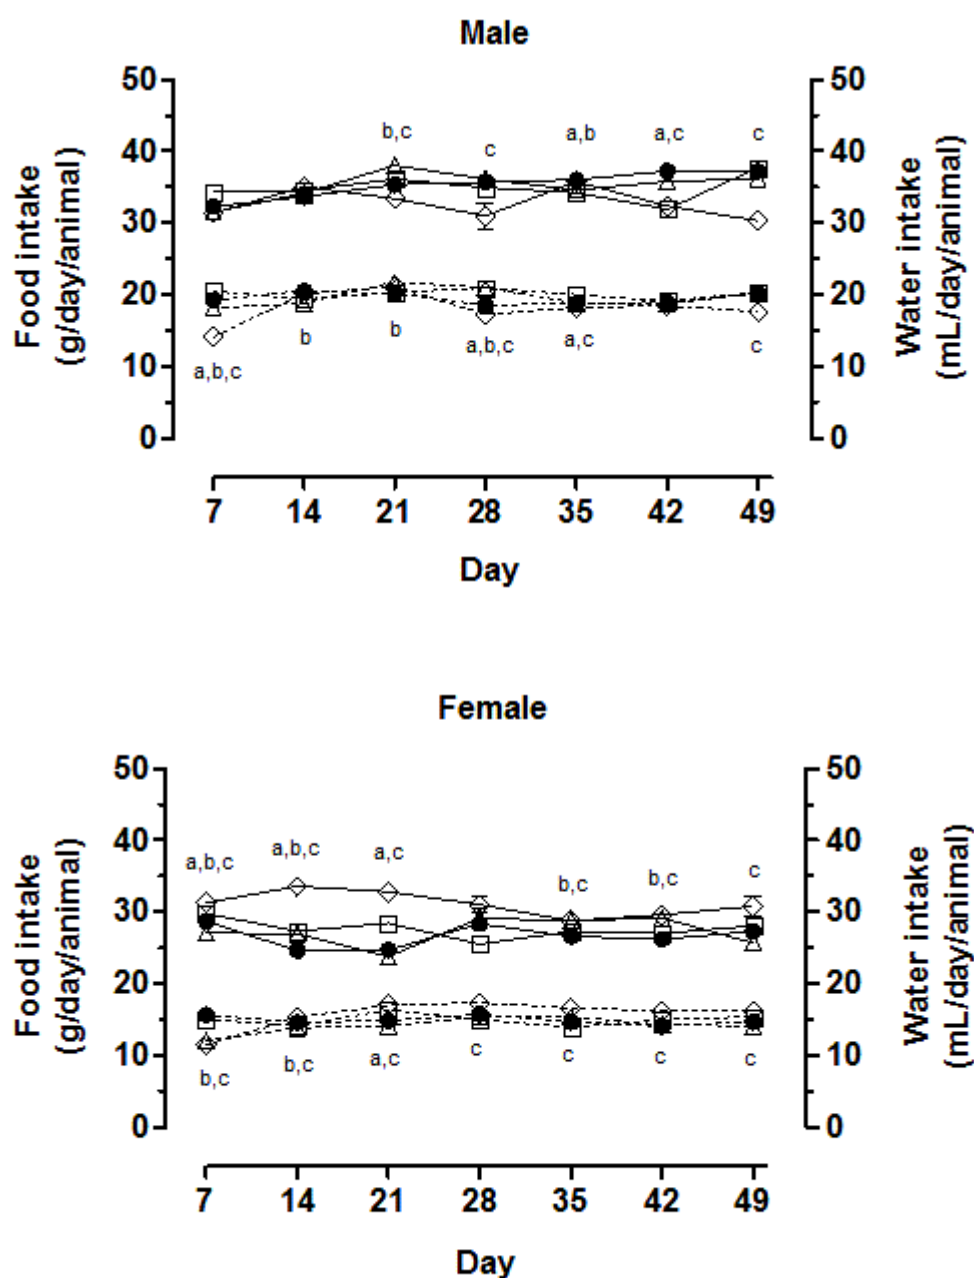 Male
50
40
30
20
10
0
Food intake
(g/day/animal)
b,c
c
a,b
a,c
c
a,b,c
b
b
a,b,c
a,c
c
50
40
30
20
10
0
Water intake
(mL/day/animal)
7 14 21 28 35 42 49
Day
Female
50
40
30
20
10
0
Food intake
(g/day/animal)
a,b,c
a,b,c
a,c
b,c
b,c
c
b,c
b,c
a,c
c
c
c
c
50
40
30
20
10
0
Water intake
(mL/day/animal)
7 14 21 28 35 42 49
Day